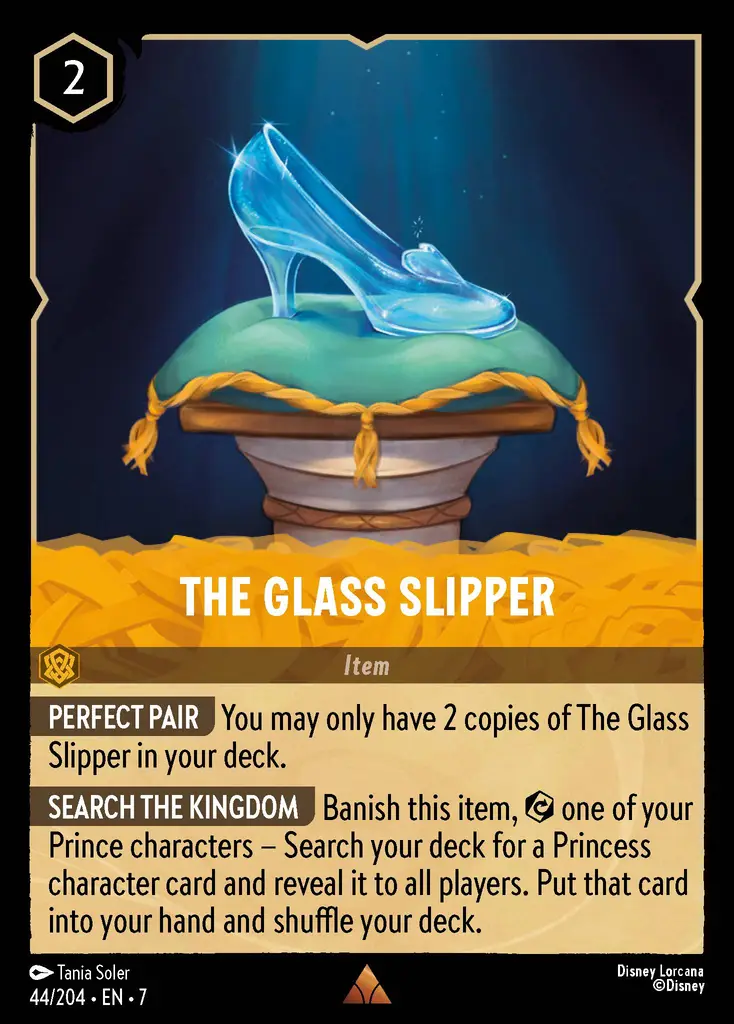 2
THE GLASS SLIPPER
Item
PERFECT PAIR You may only have 2 copies of The Glass
Slipper in your deck.
SEARCH THE KINGDOM Banish this item, one of your
Prince characters – Search your deck for a Princess
character card and reveal it to all players. Put that card
into your hand and shuffle your deck.
Tania Soler
Disney Lorcana
44/204 • EN • 7
©Disney